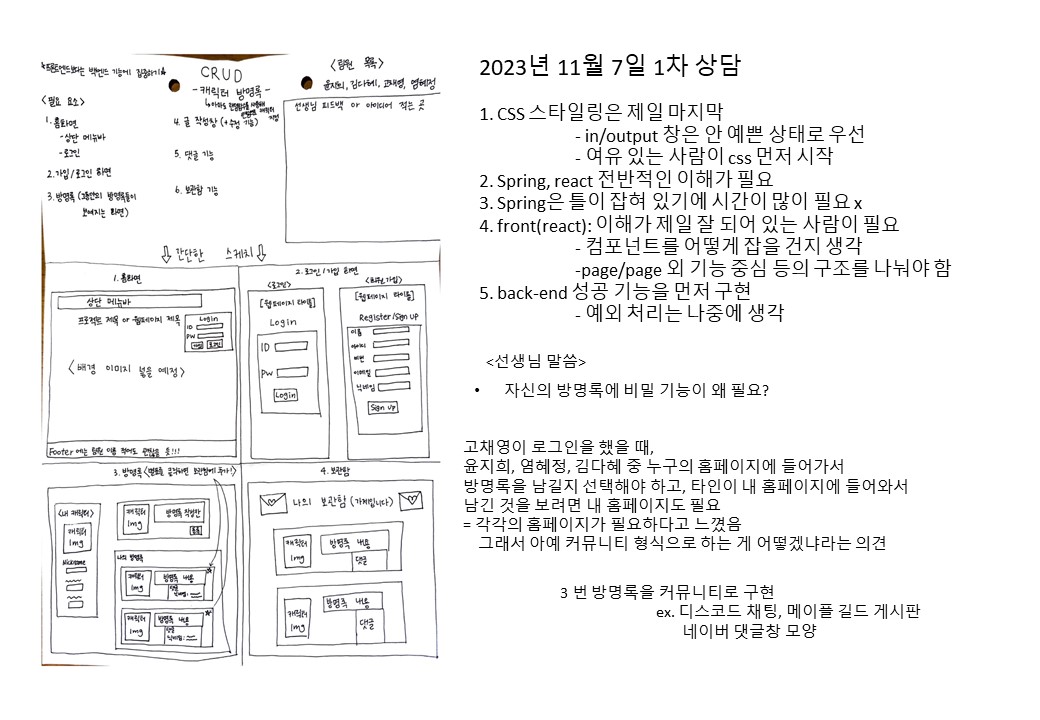 *프론트엔드보다는 백엔드 기능에 집중하기*
CRUD
- 캐릭터 방명록 -
<필요 요소>
1. 홈화면
- 상단 메뉴바
- 로그인
2. 가입/로그인 화면
3. 방명록 (그동안의 방명록들이
보여지는 화면)
4. 글 작성창 (+수정 기능)
5. 댓글 기능
6. 보관함 기능
<팀원 목록>
윤지희, 김다혜, 고채영, 염혜정
선생님 피드백 or 아이디어 적는 곳
간단한 스케치
1. 홈화면
상단 메뉴바
프로젝트 제목 or 웹페이지 제목
Login
ID
PW
<배경 이미지 넣을 예정>
Footer에는 팀원 이름 적어도 괜찮을 듯!!!
2. 로그인/가입 화면
<로그인>
[웹페이지 타이틀]
Login
ID
PW
Login
<회원가입>
[웹페이지 타이틀]
Register/Sign up
이름
아이디
비번
이메일
닉네임
Sign up
3. 방명록
<내 캐릭터>
캐릭터
Img
Nickname
캐릭터
Img
방명록 작성란
등록
나의 방명록
캐릭터
Img
방명록 내용
댓글
캐릭터
Img
방명록 내용
댓글
4. 보관함
나의 보관함 (가제입니다)
캐릭터
Img
방명록 내용
댓글
캐릭터
Img
방명록 내용
댓글
2023년 11월 7일 1차 상담
1. CSS 스타일링은 제일 마지막
- in/output 창은 안 예쁜 상태로 우선
- 여유 있는 사람이 css 먼저 시작
2. Spring, react 전반적인 이해가 필요
3. Spring은 틀이 잡혀 있기에 시간이 많이 필요 x
4. front(react): 이해가 제일 잘 되어 있는 사람이 필요
- 컴포넌트를 어떻게 잡을 건지 생각
-page/page 외 기능 중심 등의 구조를 나눠야 함
5. back-end 성공 기능을 먼저 구현
- 예외 처리는 나중에 생각
<선생님 말씀>
• 자신의 방명록에 비밀 기능이 왜 필요?
고채영이 로그인을 했을 때,
윤지희, 염혜정, 김다혜 중 누구의 홈페이지에 들어가서
방명록을 남길지 선택해야 하고, 타인이 내 홈페이지에 들어와서
남긴 것을 보려면 내 홈페이지도 필요
= 각각의 홈페이지가 필요하다고 느꼈음
그래서 아예 커뮤니티 형식으로 하는 게 어떻겠냐라는 의견
3 번 방명록을 커뮤니티로 구현
ex. 디스코드 채팅, 메이플 길드 게시판
네이버 댓글창 모양